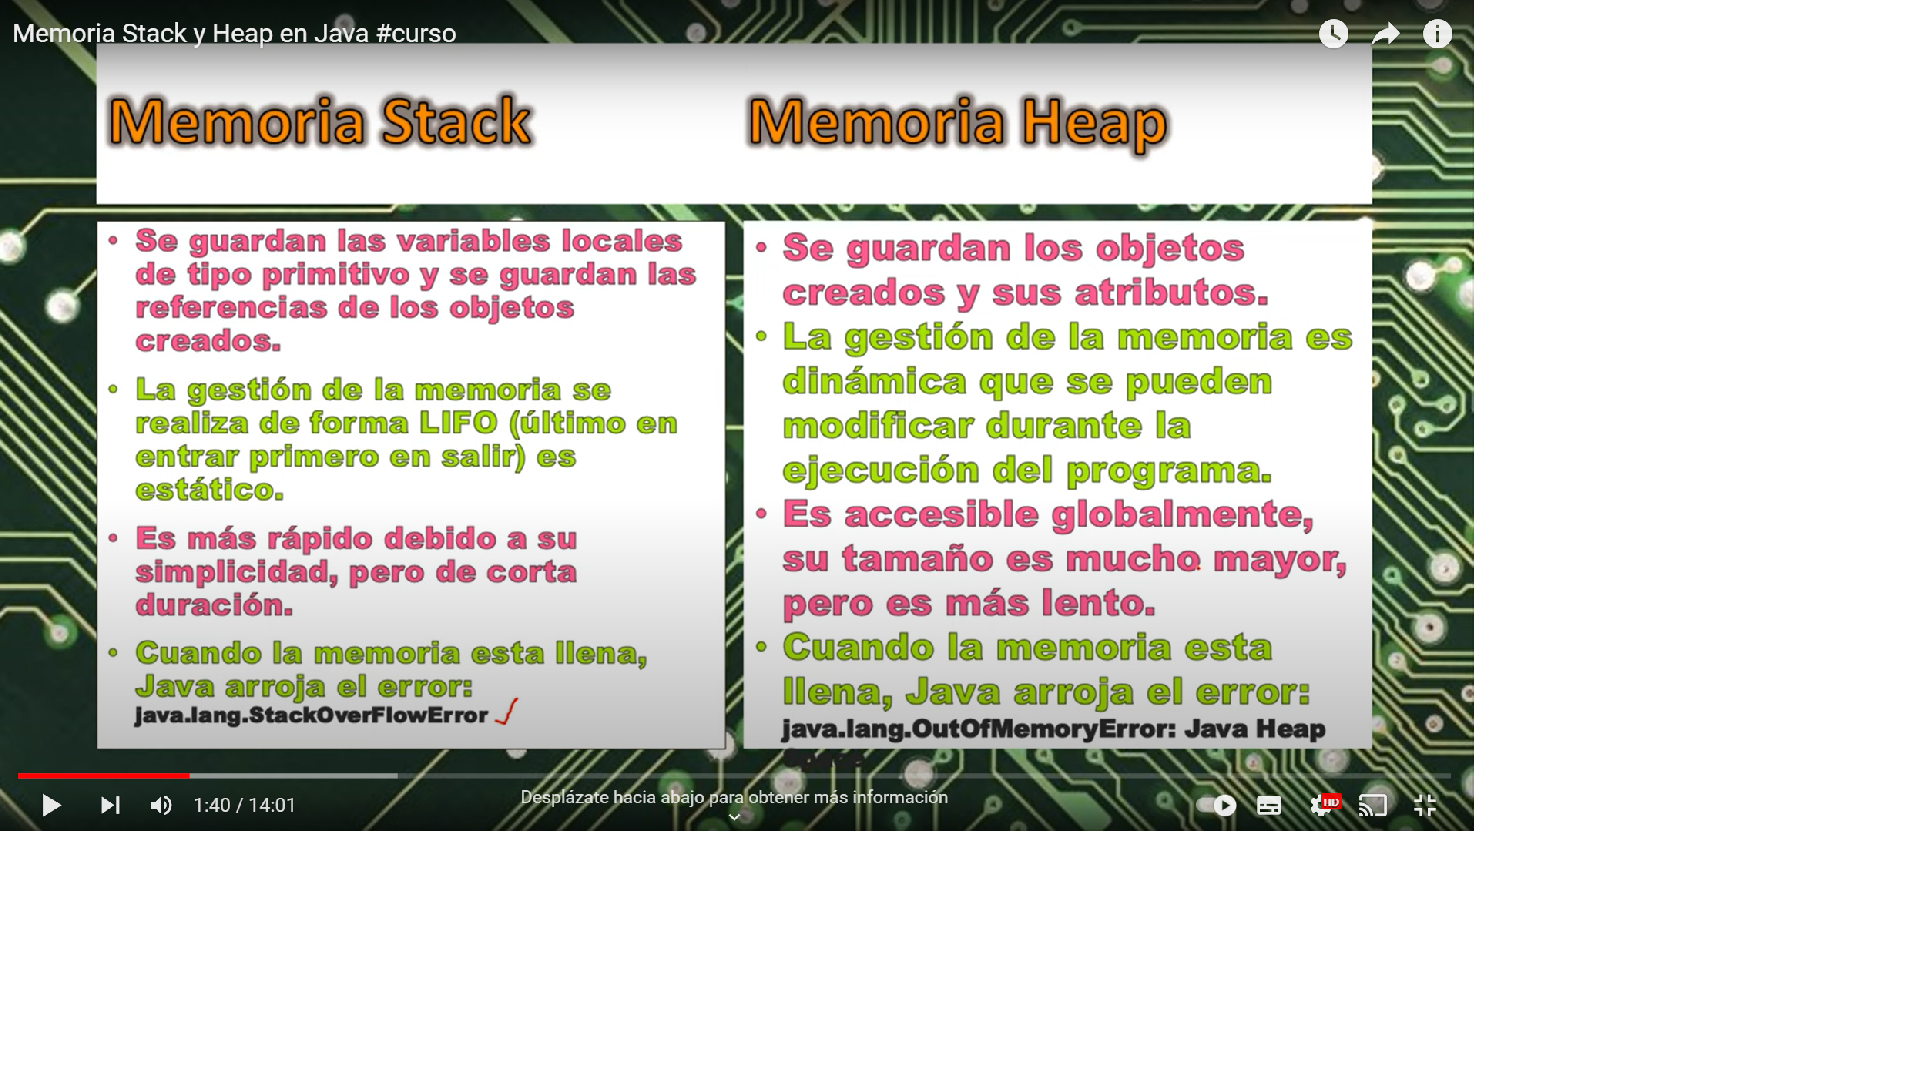 Memoria Stack y Heap en Java #curso
Memoria Stack
Memoria Heap
• Se guardan las variables locales
de tipo primitivo y se guardan las
referencias de los objetos
creados.
• La gestión de la memoria se
realiza de forma LIFO (último en
entrar primero en salir) es
estático.
• Es más rápido debido a su
simplicidad, pero de corta
duración.
• Cuando la memoria esta llena,
Java arroja el error:
java.lang.StackOverFlowError
• Se guardan los objetos
creados y sus atributos.
• La gestión de la memoria es
dinámica que se pueden
modificar durante la
ejecución del programa.
• Es accesible globalmente,
su tamaño es mucho mayor,
pero es más lento.
• Cuando la memoria esta
llena, Java arroja el error:
java.lang.OutOfMemoryError: Java Heap
1:40 / 14:01
Desplázate hacia abajo para obtener más información
HD